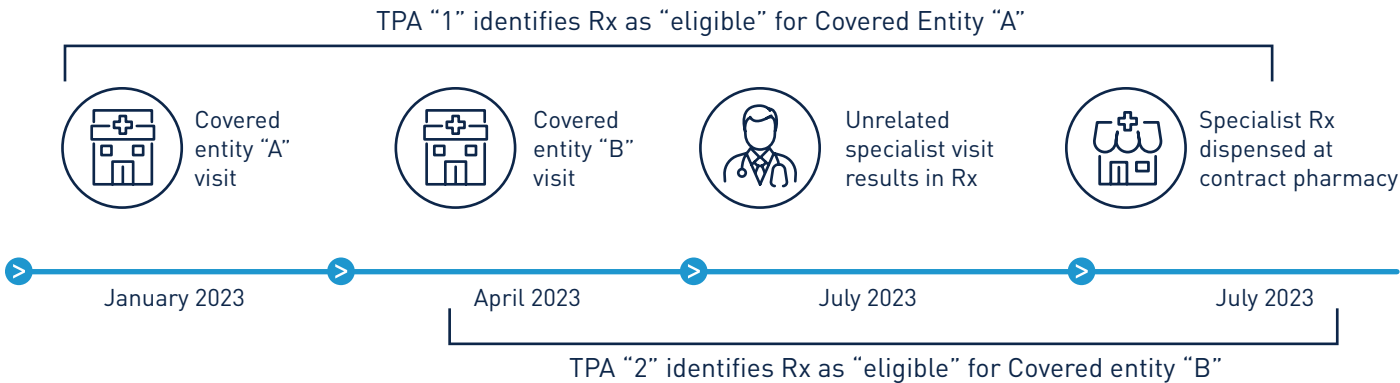 TPA “1” identifies Rx as “eligible” for Covered Entity “A”
Covered
entity “A”
visit
Covered
entity “B”
visit
Unrelated
specialist visit
results in Rx
Specialist Rx
dispensed at
contract pharmacy
January 2023
April 2023
July 2023
July 2023
TPA “2” identifies Rx as “eligible” for Covered entity “B”